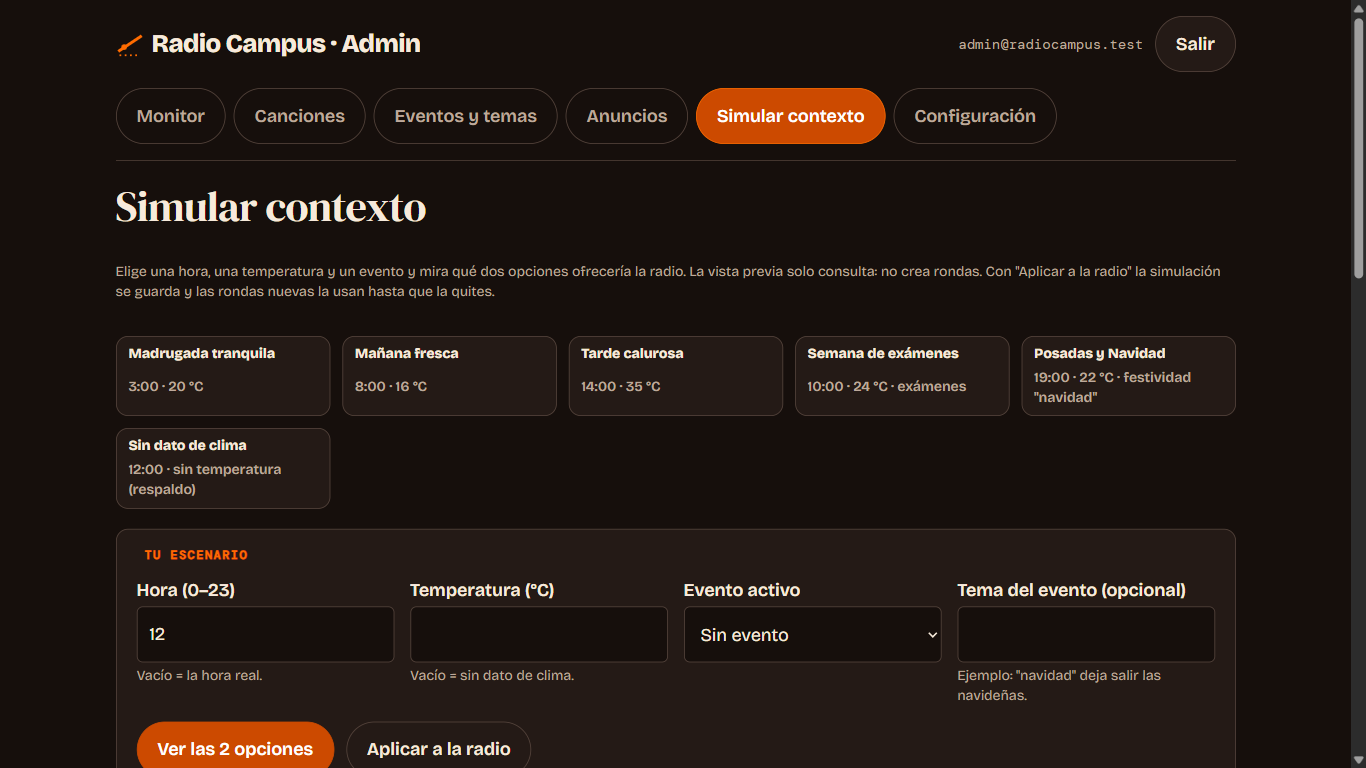 Radio Campus · Admin
admin@radiocampus.test
Salir
Monitor
Canciones
Eventos y temas
Anuncios
Simular contexto
Configuración
Simular contexto
Elige una hora, una temperatura y un evento y mira qué dos opciones ofrecería la radio. La vista previa solo consulta: no crea rondas. Con "Aplicar a la radio" la simulación
se guarda y las rondas nuevas la usan hasta que la quites.
Madrugada tranquila
3:00 · 20 °C
Mañana fresca
8:00 · 16 °C
Tarde calurosa
14:00 · 35 °C
Semana de exámenes
10:00 · 24 °C · exámenes
Posadas y Navidad
19:00 · 22 °C · festividad
"navidad"
Sin dato de clima
12:00 · sin temperatura
(respaldo)
TU ESCENARIO
Hora (0–23)
12
Vacío = la hora real.
Temperatura (°C)
Vacío = sin dato de clima.
Evento activo
Sin evento
Tema del evento (opcional)
Ejemplo: "navidad" deja salir las
navideñas.
Ver las 2 opciones
Aplicar a la radio